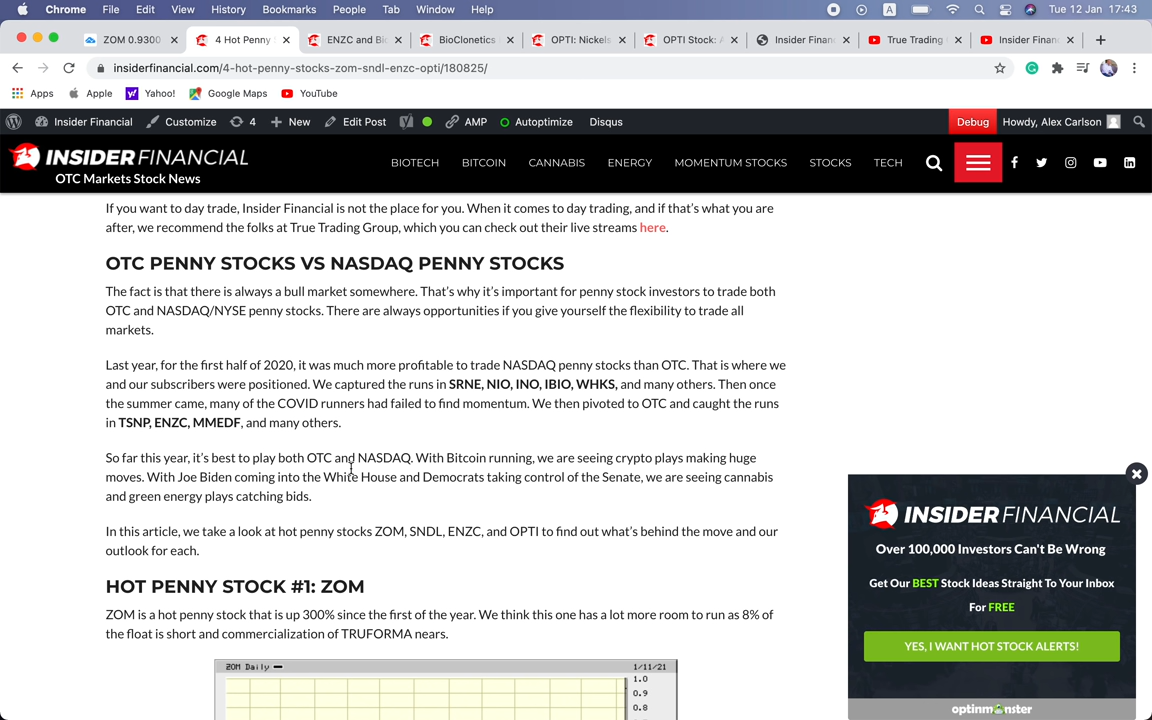 Chrome File Edit View History Bookmarks People Tab Window Help A Tue 12 Jan 17:43
ZOM 0.9300 4 Hot Penny ENZC and Bio BioClonetics OPTI: Nickels OPTI Stock: A Insider Finan True Trading Insider Finan
insiderfinancial.com/4-hot-penny-stocks-zom-sndl-enzc-opti/180825/
Apps Apple Yahoo! Google Maps YouTube
Insider Financial Customize 4 New Edit Post AMP Autoptimize Disqus Debug Howdy, Alex Carlson
INSIDER FINANCIAL
OTC Markets Stock News
BIOTECH BITCOIN CANNABIS ENERGY MOMENTUM STOCKS STOCKS TECH
If you want to day trade, Insider Financial is not the place for you. When it comes to day trading, and if that's what you are
after, we recommend the folks at True Trading Group, which you can check out their live streams here.
OTC PENNY STOCKS VS NASDAQ PENNY STOCKS
The fact is that there is always a bull market somewhere. That's why it's important for penny stock investors to trade both
OTC and NASDAQ/NYSE penny stocks. There are always opportunities if you give yourself the flexibility to trade all
markets.
Last year, for the first half of 2020, it was much more profitable to trade NASDAQ penny stocks than OTC. That is where we
and our subscribers were positioned. We captured the runs in SRNE, NIO, INO, IBIO, WHKS, and many others. Then once
the summer came, many of the COVID runners had failed to find momentum. We then pivoted to OTC and caught the runs
in TSNP, ENZC, MMEDF, and many others.
So far this year, it's best to play both OTC and NASDAQ. With Bitcoin running, we are seeing crypto plays making huge
moves. With Joe Biden coming into the White House and Democrats taking control of the Senate, we are seeing cannabis
and green energy plays catching bids.
In this article, we take a look at hot penny stocks ZOM, SNDL, ENZC, and OPTI to find out what's behind the move and our
outlook for each.
HOT PENNY STOCK #1: ZOM
ZOM is a hot penny stock that is up 300% since the first of the year. We think this one has a lot more room to run as 8% of
the float is short and commercialization of TRUFORMA nears.
ZOM Daily 1/11/21
1.0
0.9
0.8
INSIDER FINANCIAL
Over 100,000 Investors Can't Be Wrong
Get Our BEST Stock Ideas Straight To Your Inbox
For FREE
YES, I WANT HOT STOCK ALERTS!
optinmonster